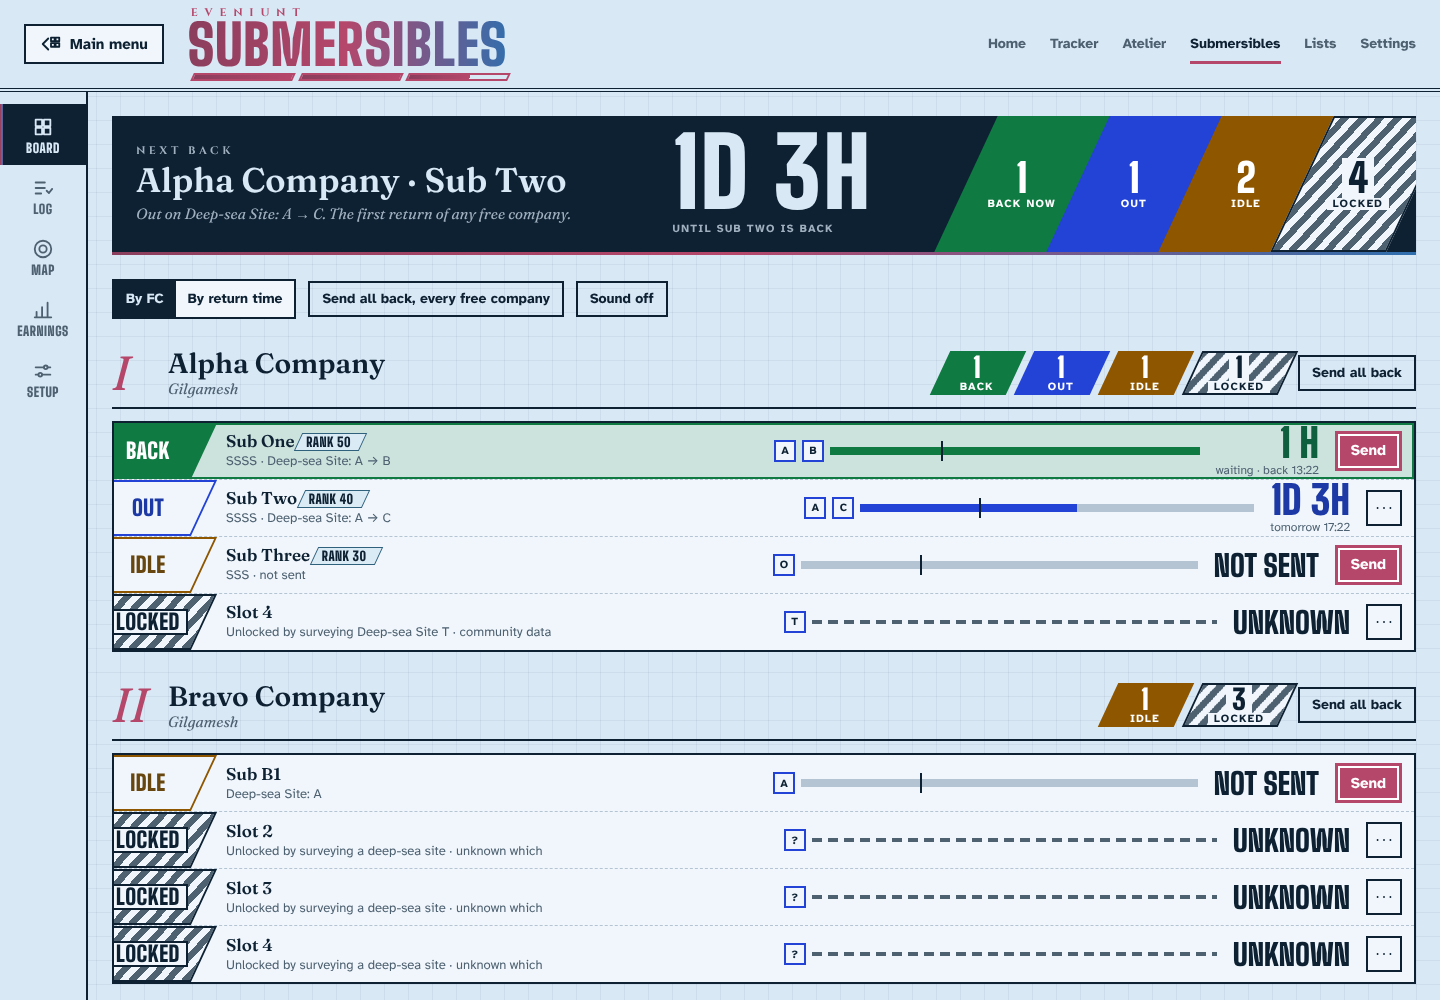 Main menu
EVENIUNT
SUBMERSIBLES
Home
Tracker
Atelier
Submersibles
Lists
Settings
BOARD
LOG
MAP
EARNINGS
SETUP
NEXT BACK
Alpha Company · Sub Two
Out on Deep-sea Site: A → C. The first return of any free company.
1D 3H
UNTIL SUB TWO IS BACK
1
BACK NOW
1
OUT
2
IDLE
4
LOCKED
By FC
By return time
Send all back, every free company
Sound off
I
Alpha Company
Gilgamesh
1
BACK
1
OUT
1
IDLE
1
LOCKED
Send all back
BACK
Sub One RANK 50
SSSS · Deep-sea Site: A → B
A B
1 H
waiting · back 13:22
Send
OUT
Sub Two RANK 40
SSSS · Deep-sea Site: A → C
A C
1D 3H
tomorrow 17:22
...
IDLE
Sub Three RANK 30
SSS · not sent
O
NOT SENT
Send
LOCKED
Slot 4
Unlocked by surveying Deep-sea Site T · community data
T
UNKNOWN
...
II
Bravo Company
Gilgamesh
1
IDLE
3
LOCKED
Send all back
IDLE
Sub B1
Deep-sea Site: A
A
NOT SENT
Send
LOCKED
Slot 2
Unlocked by surveying a deep-sea site · unknown which
?
UNKNOWN
...
LOCKED
Slot 3
Unlocked by surveying a deep-sea site · unknown which
?
UNKNOWN
...
LOCKED
Slot 4
Unlocked by surveying a deep-sea site · unknown which
?
UNKNOWN
...